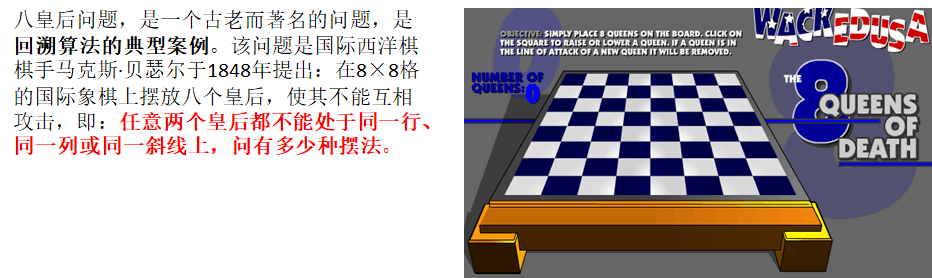 八皇后问题，是一个古老而著名的问题，是
回溯算法的典型案例。该问题是国际西洋棋
棋手马克斯·贝瑟尔于1848年提出：在8×8格
的国际象棋上摆放八个皇后，使其不能互相
攻击，即：任意两个皇后都不能处于同一行、
同一列或同一斜线上，问有多少种摆法。
WACKEDUSA
OBJECTIVE: SIMPLY PLACE 8 QUEENS ON THE BOARD. CLICK ON
THE SQUARE TO RAISE OR LOWER A QUEEN. IF A QUEEN IS IN
THE LINE OF ATTACK OF A NEW QUEEN IT WILL BE REMOVED.
NUMBER OF
QUEENS: 0
THE 8
QUEENS
OF
DEATH